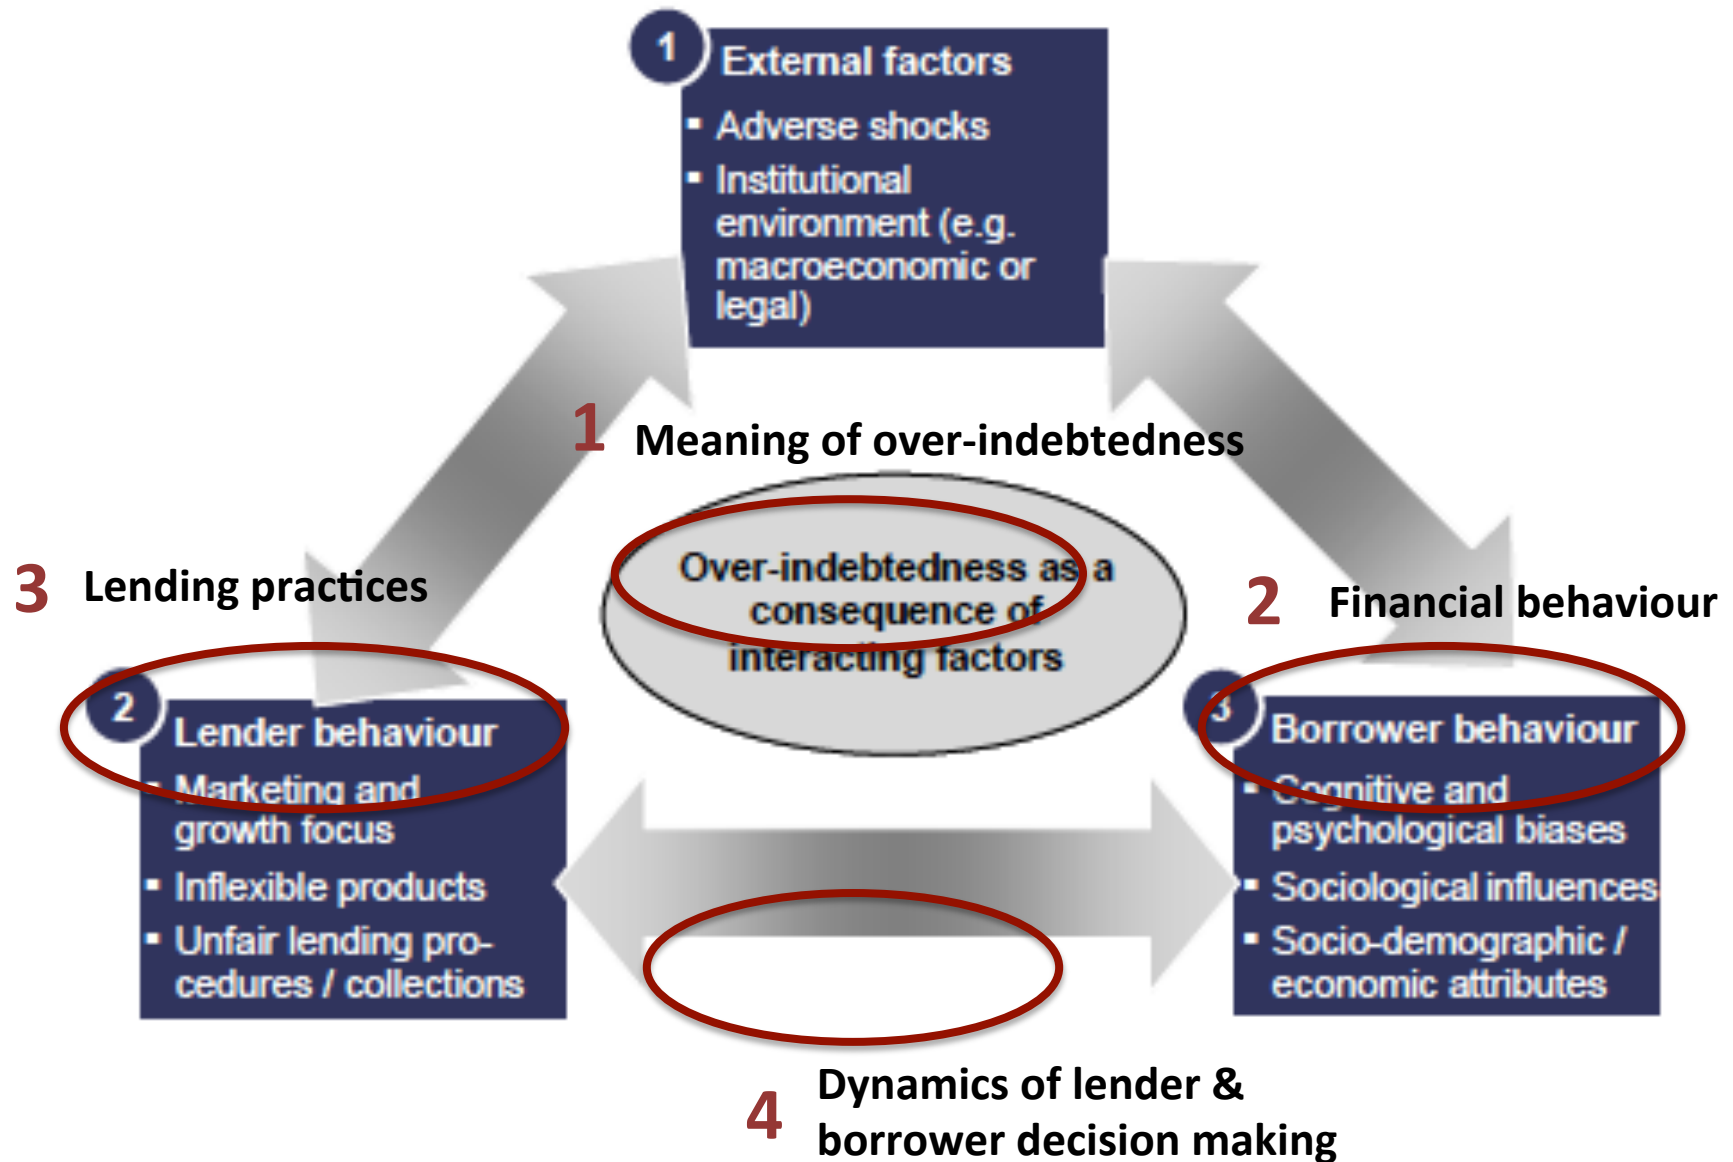 1
External factors
▪ Adverse shocks
▪ Institutional
environment (e.g.
macroeconomic or
legal)
1 Meaning of over-indebtedness
Over-indebtedness as a
consequence of
interacting factors
3 Lending practices
2 Financial behaviour
2
Lender behaviour
▪ Marketing and
growth focus
▪ Inflexible products
▪ Unfair lending pro-
cedures / collections
3
Borrower behaviour
▪ Cognitive and
psychological biases
▪ Sociological influences
▪ Socio-demographic /
economic attributes
4 Dynamics of lender &
borrower decision making